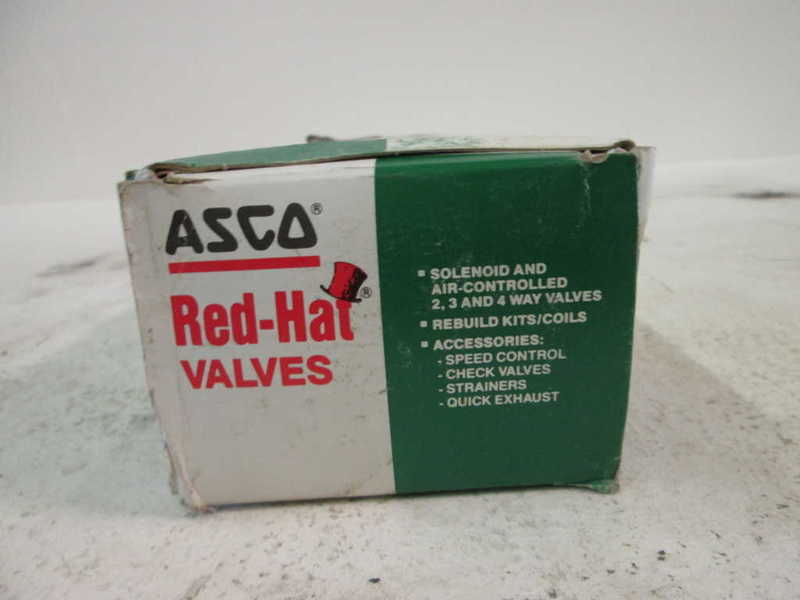 ASCO®
Red-Hat®
VALVES
▪ SOLENOID AND
AIR-CONTROLLED
2, 3 AND 4 WAY VALVES
▪ REBUILD KITS/COILS
▪ ACCESSORIES:
- SPEED CONTROL
- CHECK VALVES
- STRAINERS
- QUICK EXHAUST